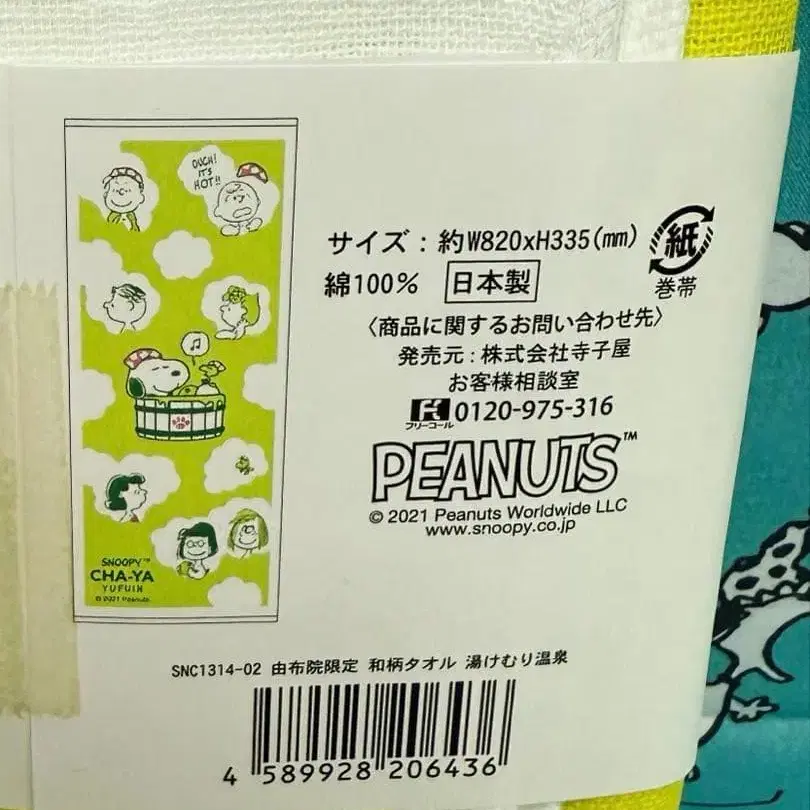 OUCH!
IT'S
HOT!!
SNOOPY™
CHA-YA
YUFUIN
© 2021 Peanuts
サイズ：約W820xH335(mm)
綿100% 日本製
紙
巻帯
〈商品に関するお問い合わせ先〉
発売元：株式会社寺子屋
お客様相談室
フリーコール 0120-975-316
PEANUTS™
© 2021 Peanuts Worldwide LLC
www.snoopy.co.jp
SNC1314-02 由布院限定 和柄タオル 湯けむり温泉
4 589928 206436